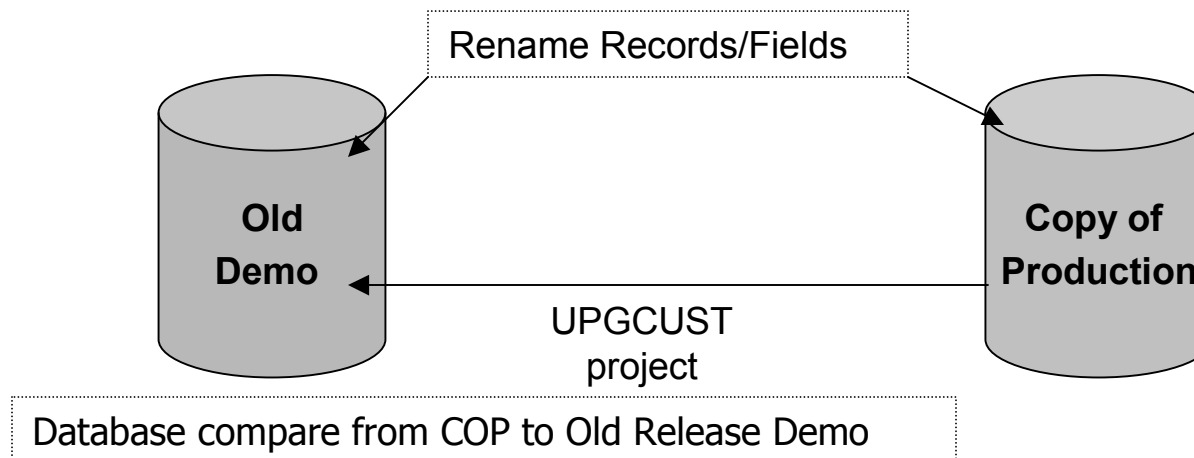 Rename Records/Fields
Old
Demo
Copy of
Production
UPGCUST
project
Database compare from COP to Old Release Demo